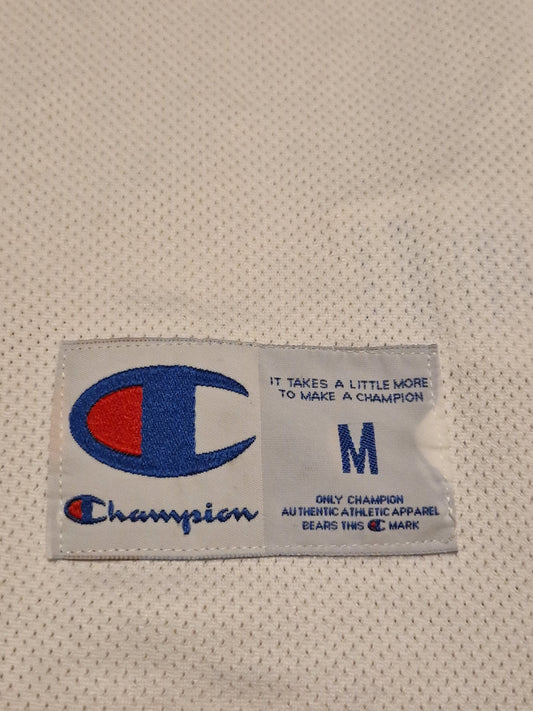 Champion
IT TAKES A LITTLE MORE
TO MAKE A CHAMPION
M
ONLY CHAMPION
AUTHENTIC ATHLETIC APPAREL
BEARS THIS C MARK